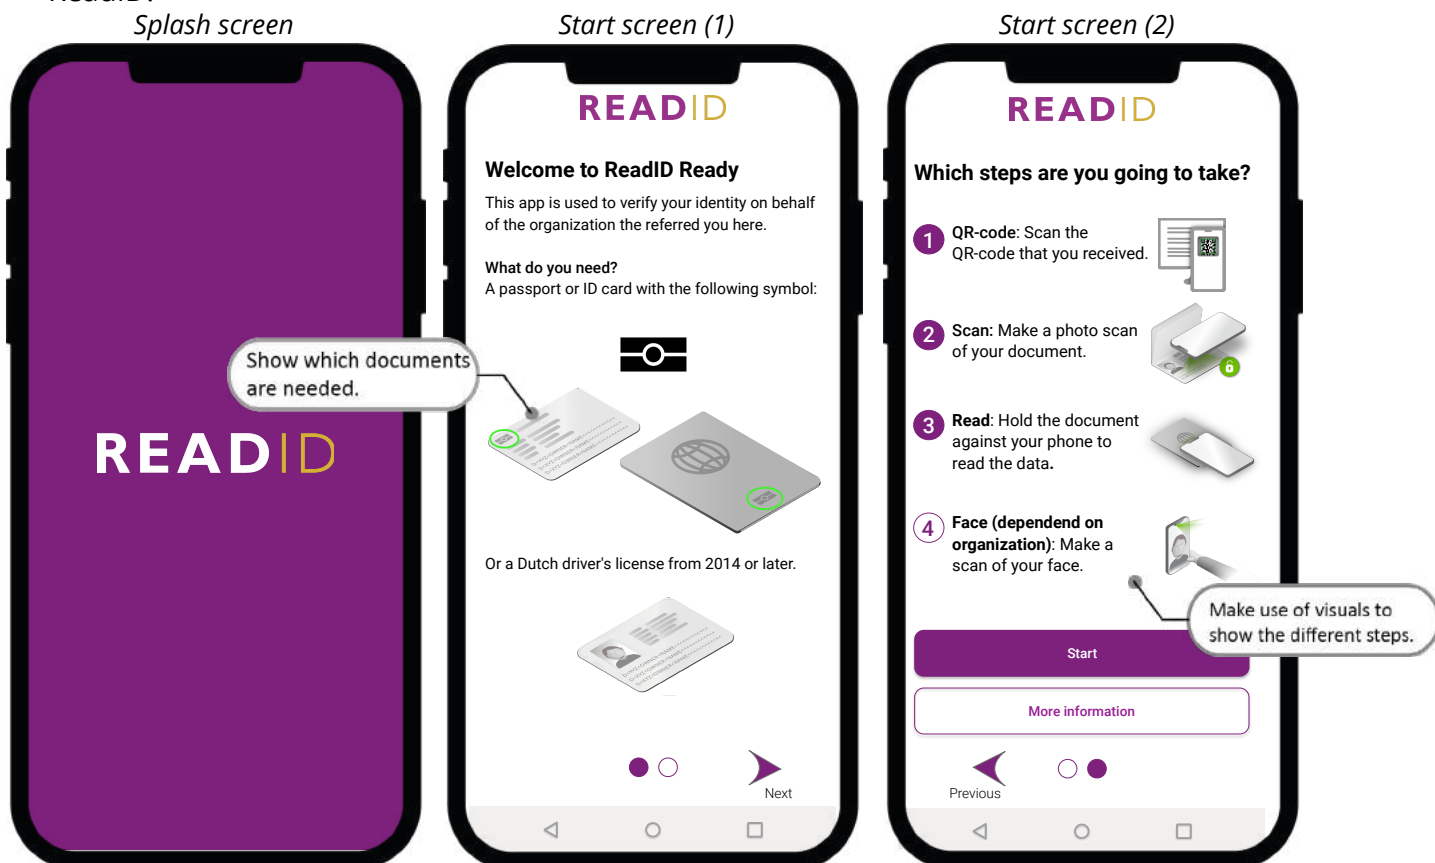 ReadID.
Splash screen
READID
Start screen (1)
READID
Welcome to ReadID Ready
This app is used to verify your identity on behalf
of the organization the referred you here.
What do you need?
A passport or ID card with the following symbol:
Show which documents
are needed.
Or a Dutch driver's license from 2014 or later.
Next
Start screen (2)
READID
Which steps are you going to take?
1
QR-code: Scan the
QR-code that you received.
2
Scan: Make a photo scan
of your document.
3
Read: Hold the document
against your phone to
read the data.
4
Face (dependend on
organization): Make a
scan of your face.
Make use of visuals to
show the different steps.
Start
More information
Previous